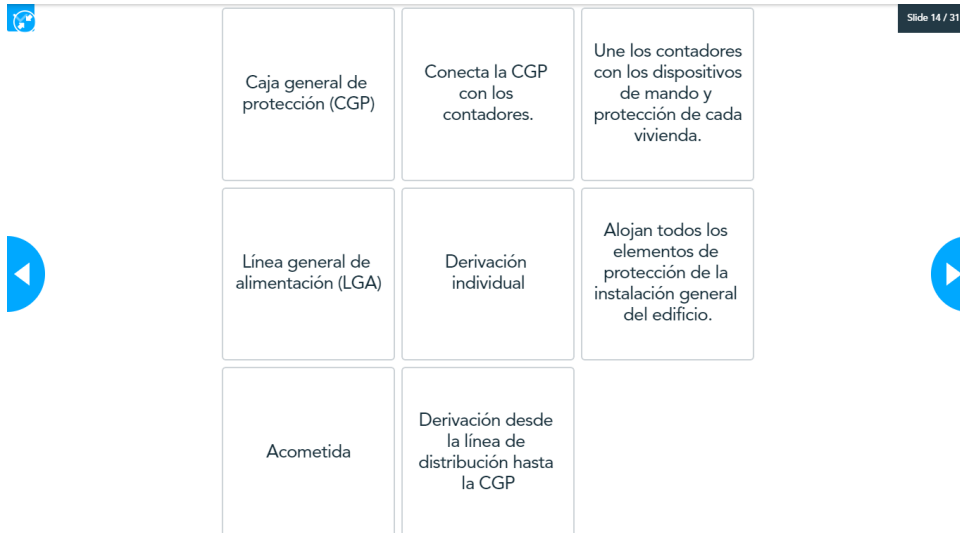 Slide 14 / 31
Caja general de
protección (CGP)
Conecta la CGP
con los
contadores.
Une los contadores
con los dispositivos
de mando y
protección de cada
vivienda.
Línea general de
alimentación (LGA)
Derivación
individual
Alojan todos los
elementos de
protección de la
instalación general
del edificio.
Acometida
Derivación desde
la línea de
distribución hasta
la CGP